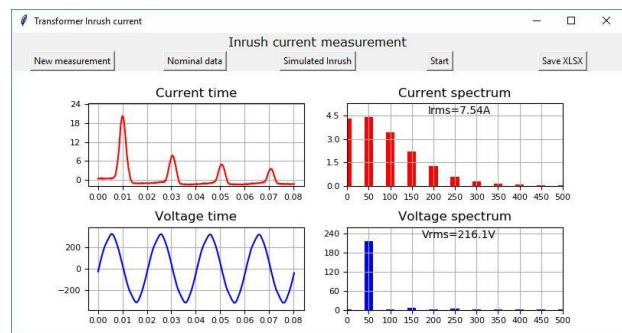 Transformer Inrush current
Inrush current measurement
New measurement Nominal data Simulated Inrush Start Save XLSX
Current time
24
18
12
6
0
0.00 0.01 0.02 0.03 0.04 0.05 0.06 0.07 0.08
Current spectrum
Irms=7.54A
4.5
3.0
1.5
0.0
0 50 100 150 200 250 300 350 400 450 500
Voltage time
200
0
−200
0.00 0.01 0.02 0.03 0.04 0.05 0.06 0.07 0.08
Voltage spectrum
Vrms=216.1V
240
180
120
60
0
0 50 100 150 200 250 300 350 400 450 500